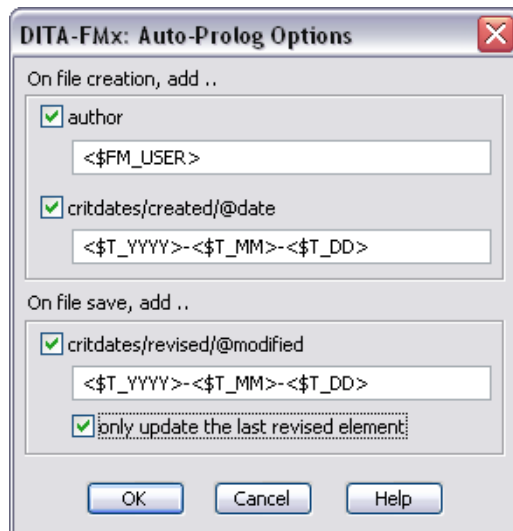 DITA-FMx: Auto-Prolog Options
On file creation, add ..
author
<$FM_USER>
critdates/created/@date
<$T_YYYY>-<$T_MM>-<$T_DD>
On file save, add ..
critdates/revised/@modified
<$T_YYYY>-<$T_MM>-<$T_DD>
only update the last revised element
OK Cancel Help